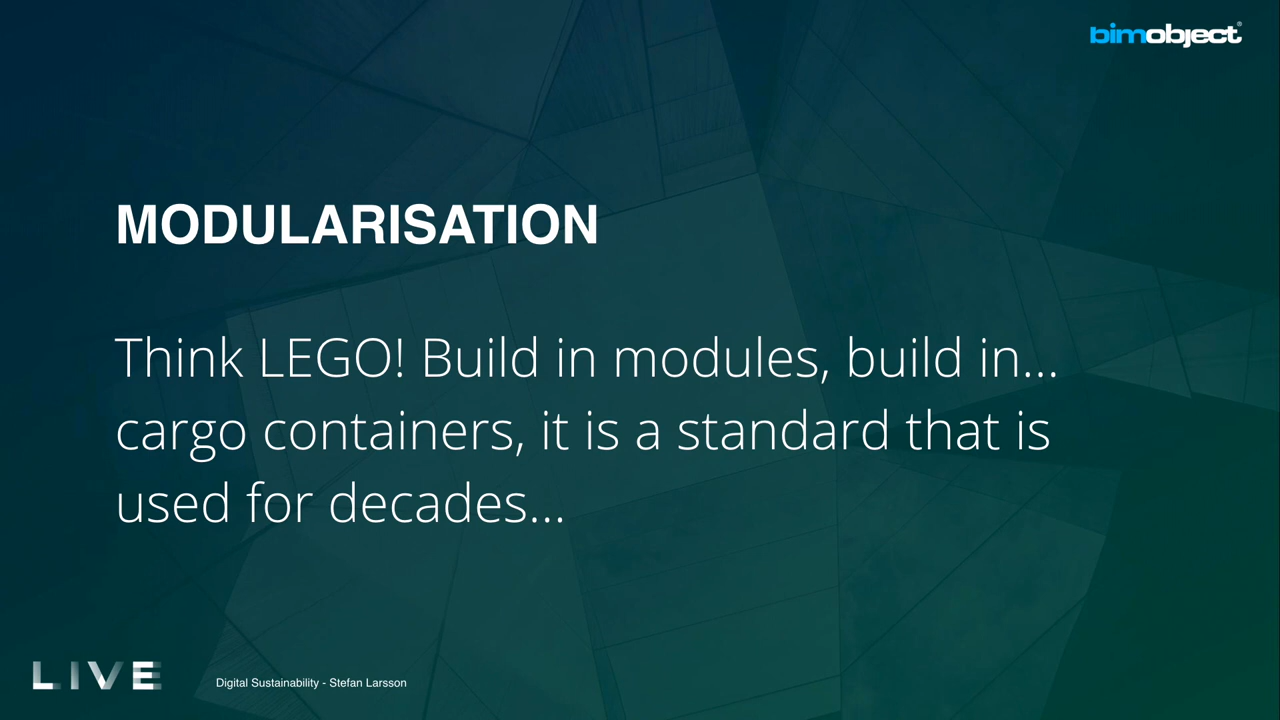 bimobject®
MODULARISATION
Think LEGO! Build in modules, build in...
cargo containers, it is a standard that is
used for decades...
LIVE
Digital Sustainability - Stefan Larsson